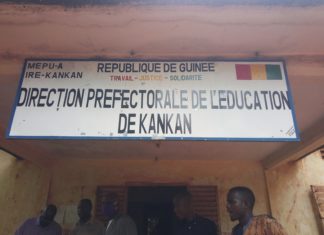 MEPU-A
IRE-KANKAN
REPUBLIQUE DE GUINEE
TRAVAIL - JUSTICE - SOLIDARITE
DIRECTION PREFECTORALE DE L'EDUCATION
DE KANKAN